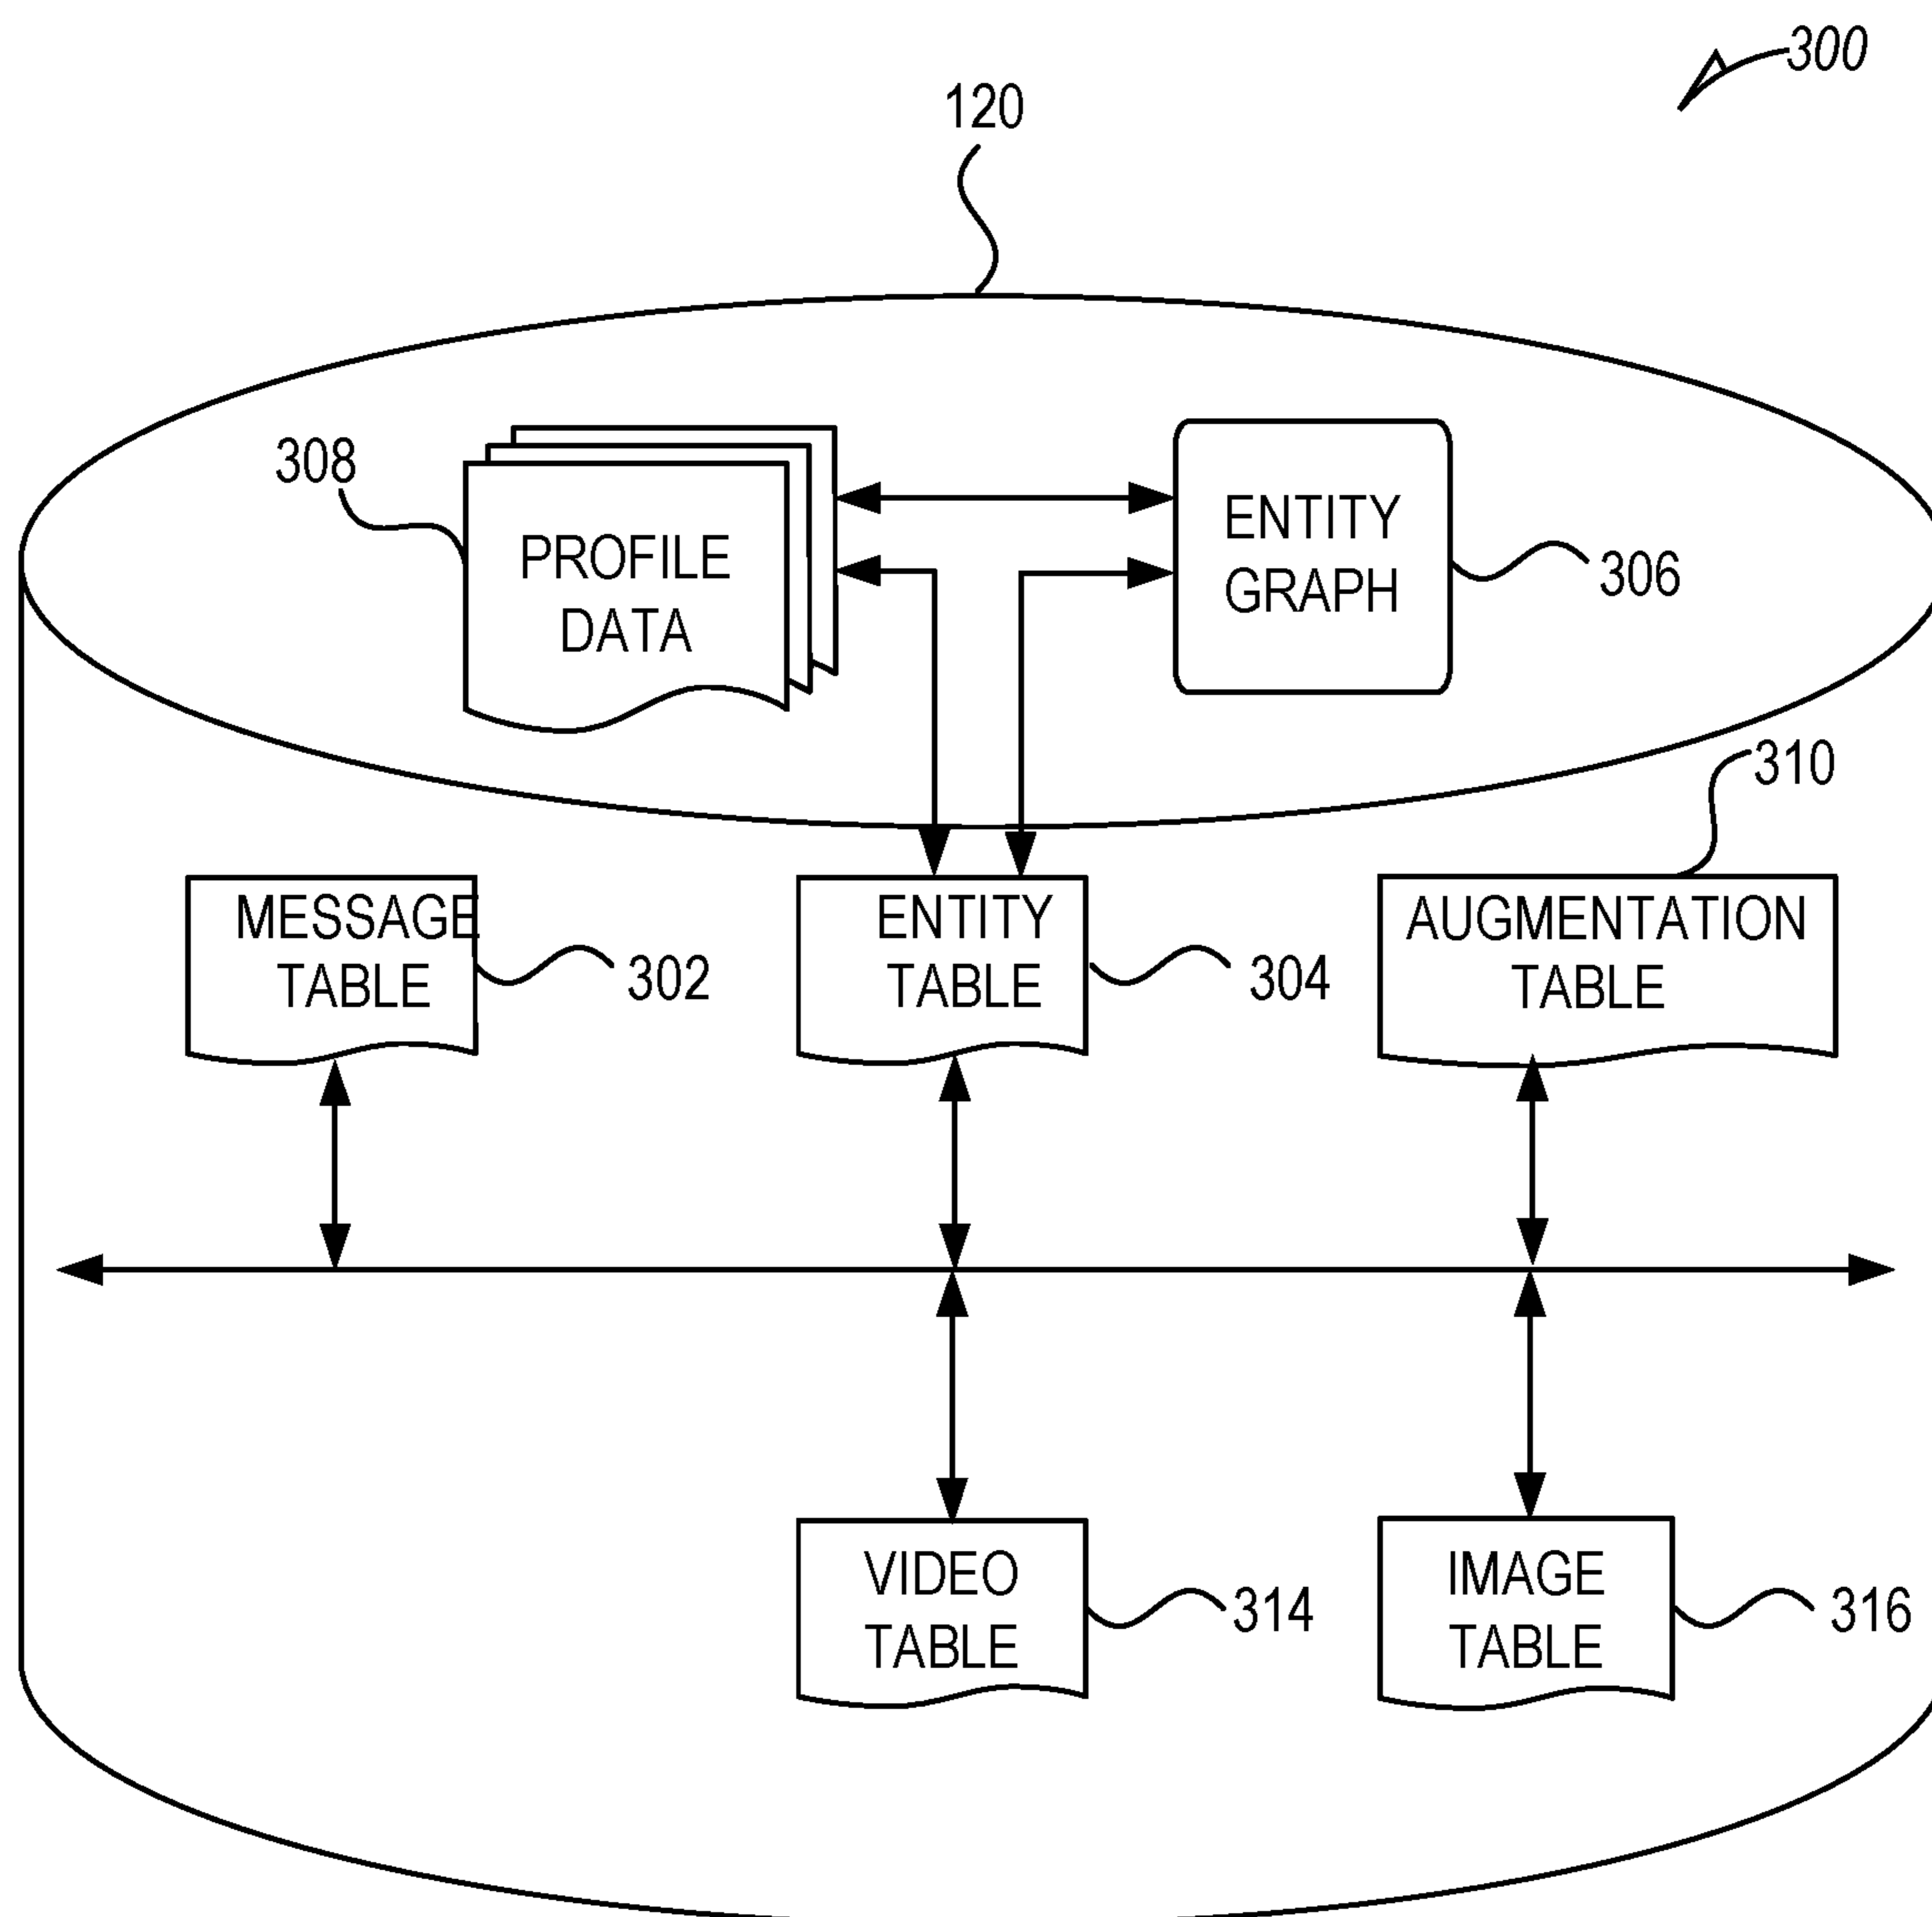 300
120
308
PROFILE
DATA
ENTITY
GRAPH
306
310
MESSAGE
TABLE
302
ENTITY
TABLE
304
AUGMENTATION
TABLE
VIDEO
TABLE
314
IMAGE
TABLE
316